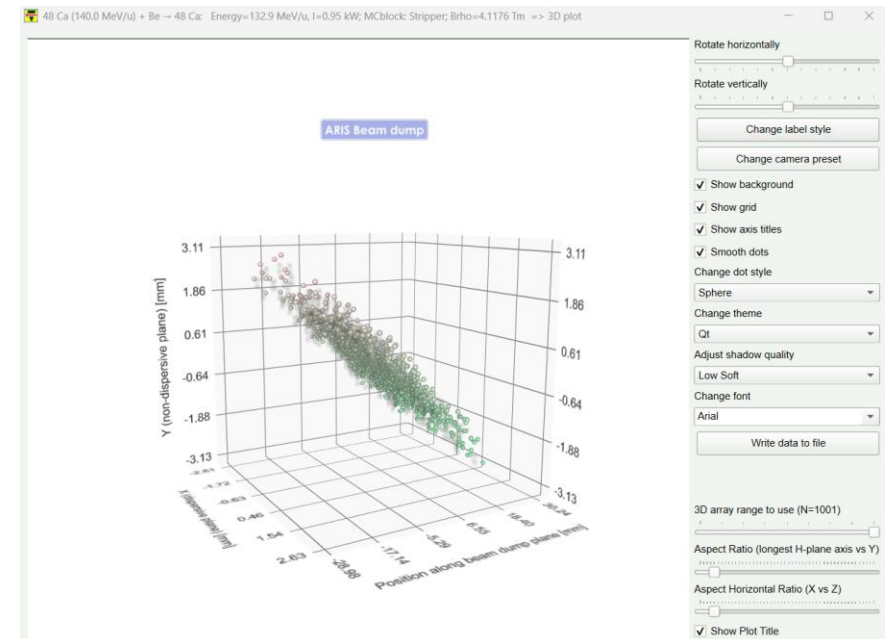 48 Ca (140.0 MeV/u) + Be → 48 Ca: Energy=132.9 MeV/u, I=0.95 kW; MCblock: Stripper; Brho=4.1176 Tm => 3D plot
ARIS Beam dump
Y (non-dispersive plane) [mm]
3.11
1.86
0.61
-0.64
-1.88
-3.13
3.11
1.86
0.61
-0.64
-1.88
-3.13
X (dispersive plane) [mm]
-2.81
-1.72
-0.63
0.46
1.54
2.63
-28.98
-17.14
-5.29
6.55
18.40
30.24
Position along beam dump plane [mm]
Rotate horizontally
Rotate vertically
Change label style
Change camera preset
Show background
Show grid
Show axis titles
Smooth dots
Change dot style
Sphere
Change theme
Qt
Adjust shadow quality
Low Soft
Change font
Arial
Write data to file
3D array range to use (N=1001)
Aspect Ratio (longest H-plane axis vs Y)
Aspect Horizontal Ratio (X vs Z)
Show Plot Title